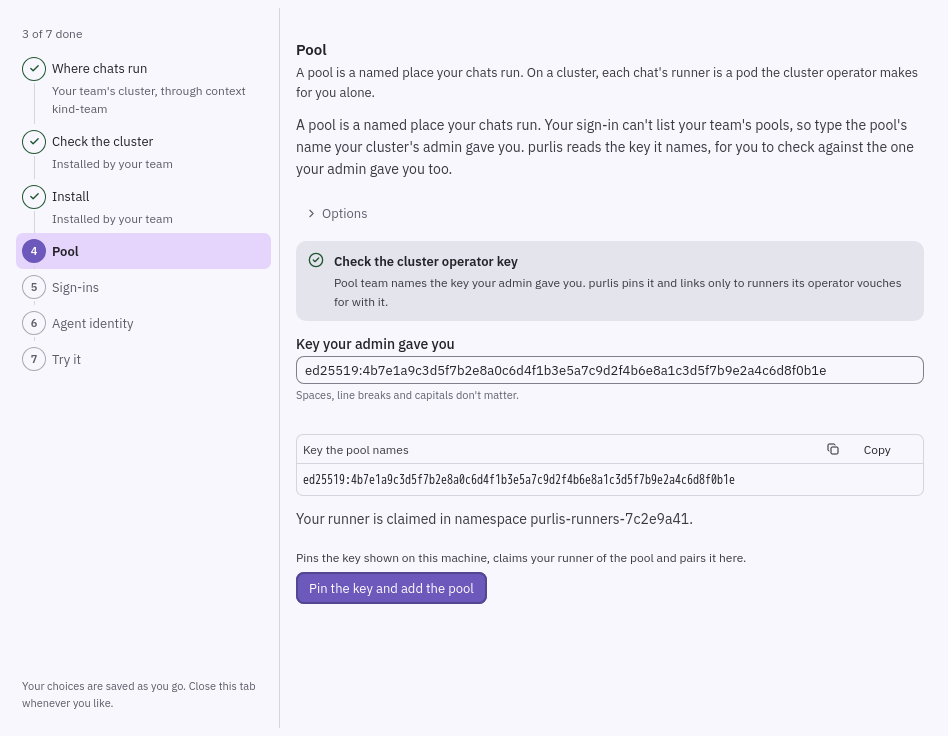 3 of 7 done
Where chats run
Your team's cluster, through context
kind-team
Check the cluster
Installed by your team
Install
Installed by your team
4 Pool
5 Sign-ins
6 Agent identity
7 Try it
Your choices are saved as you go. Close this tab
whenever you like.
Pool
A pool is a named place your chats run. On a cluster, each chat's runner is a pod the cluster operator makes
for you alone.
A pool is a named place your chats run. Your sign-in can't list your team's pools, so type the pool's
name your cluster's admin gave you. purlis reads the key it names, for you to check against the one
your admin gave you too.
Options
Check the cluster operator key
Pool team names the key your admin gave you. purlis pins it and links only to runners its operator vouches
for with it.
Key your admin gave you
ed25519:4b7e1a9c3d5f7b2e8a0c6d4f1b3e5a7c9d2f4b6e8a1c3d5f7b9e2a4c6d8f0b1e
Spaces, line breaks and capitals don't matter.
Key the pool names
Copy
ed25519:4b7e1a9c3d5f7b2e8a0c6d4f1b3e5a7c9d2f4b6e8a1c3d5f7b9e2a4c6d8f0b1e
Your runner is claimed in namespace purlis-runners-7c2e9a41.
Pins the key shown on this machine, claims your runner of the pool and pairs it here.
Pin the key and add the pool